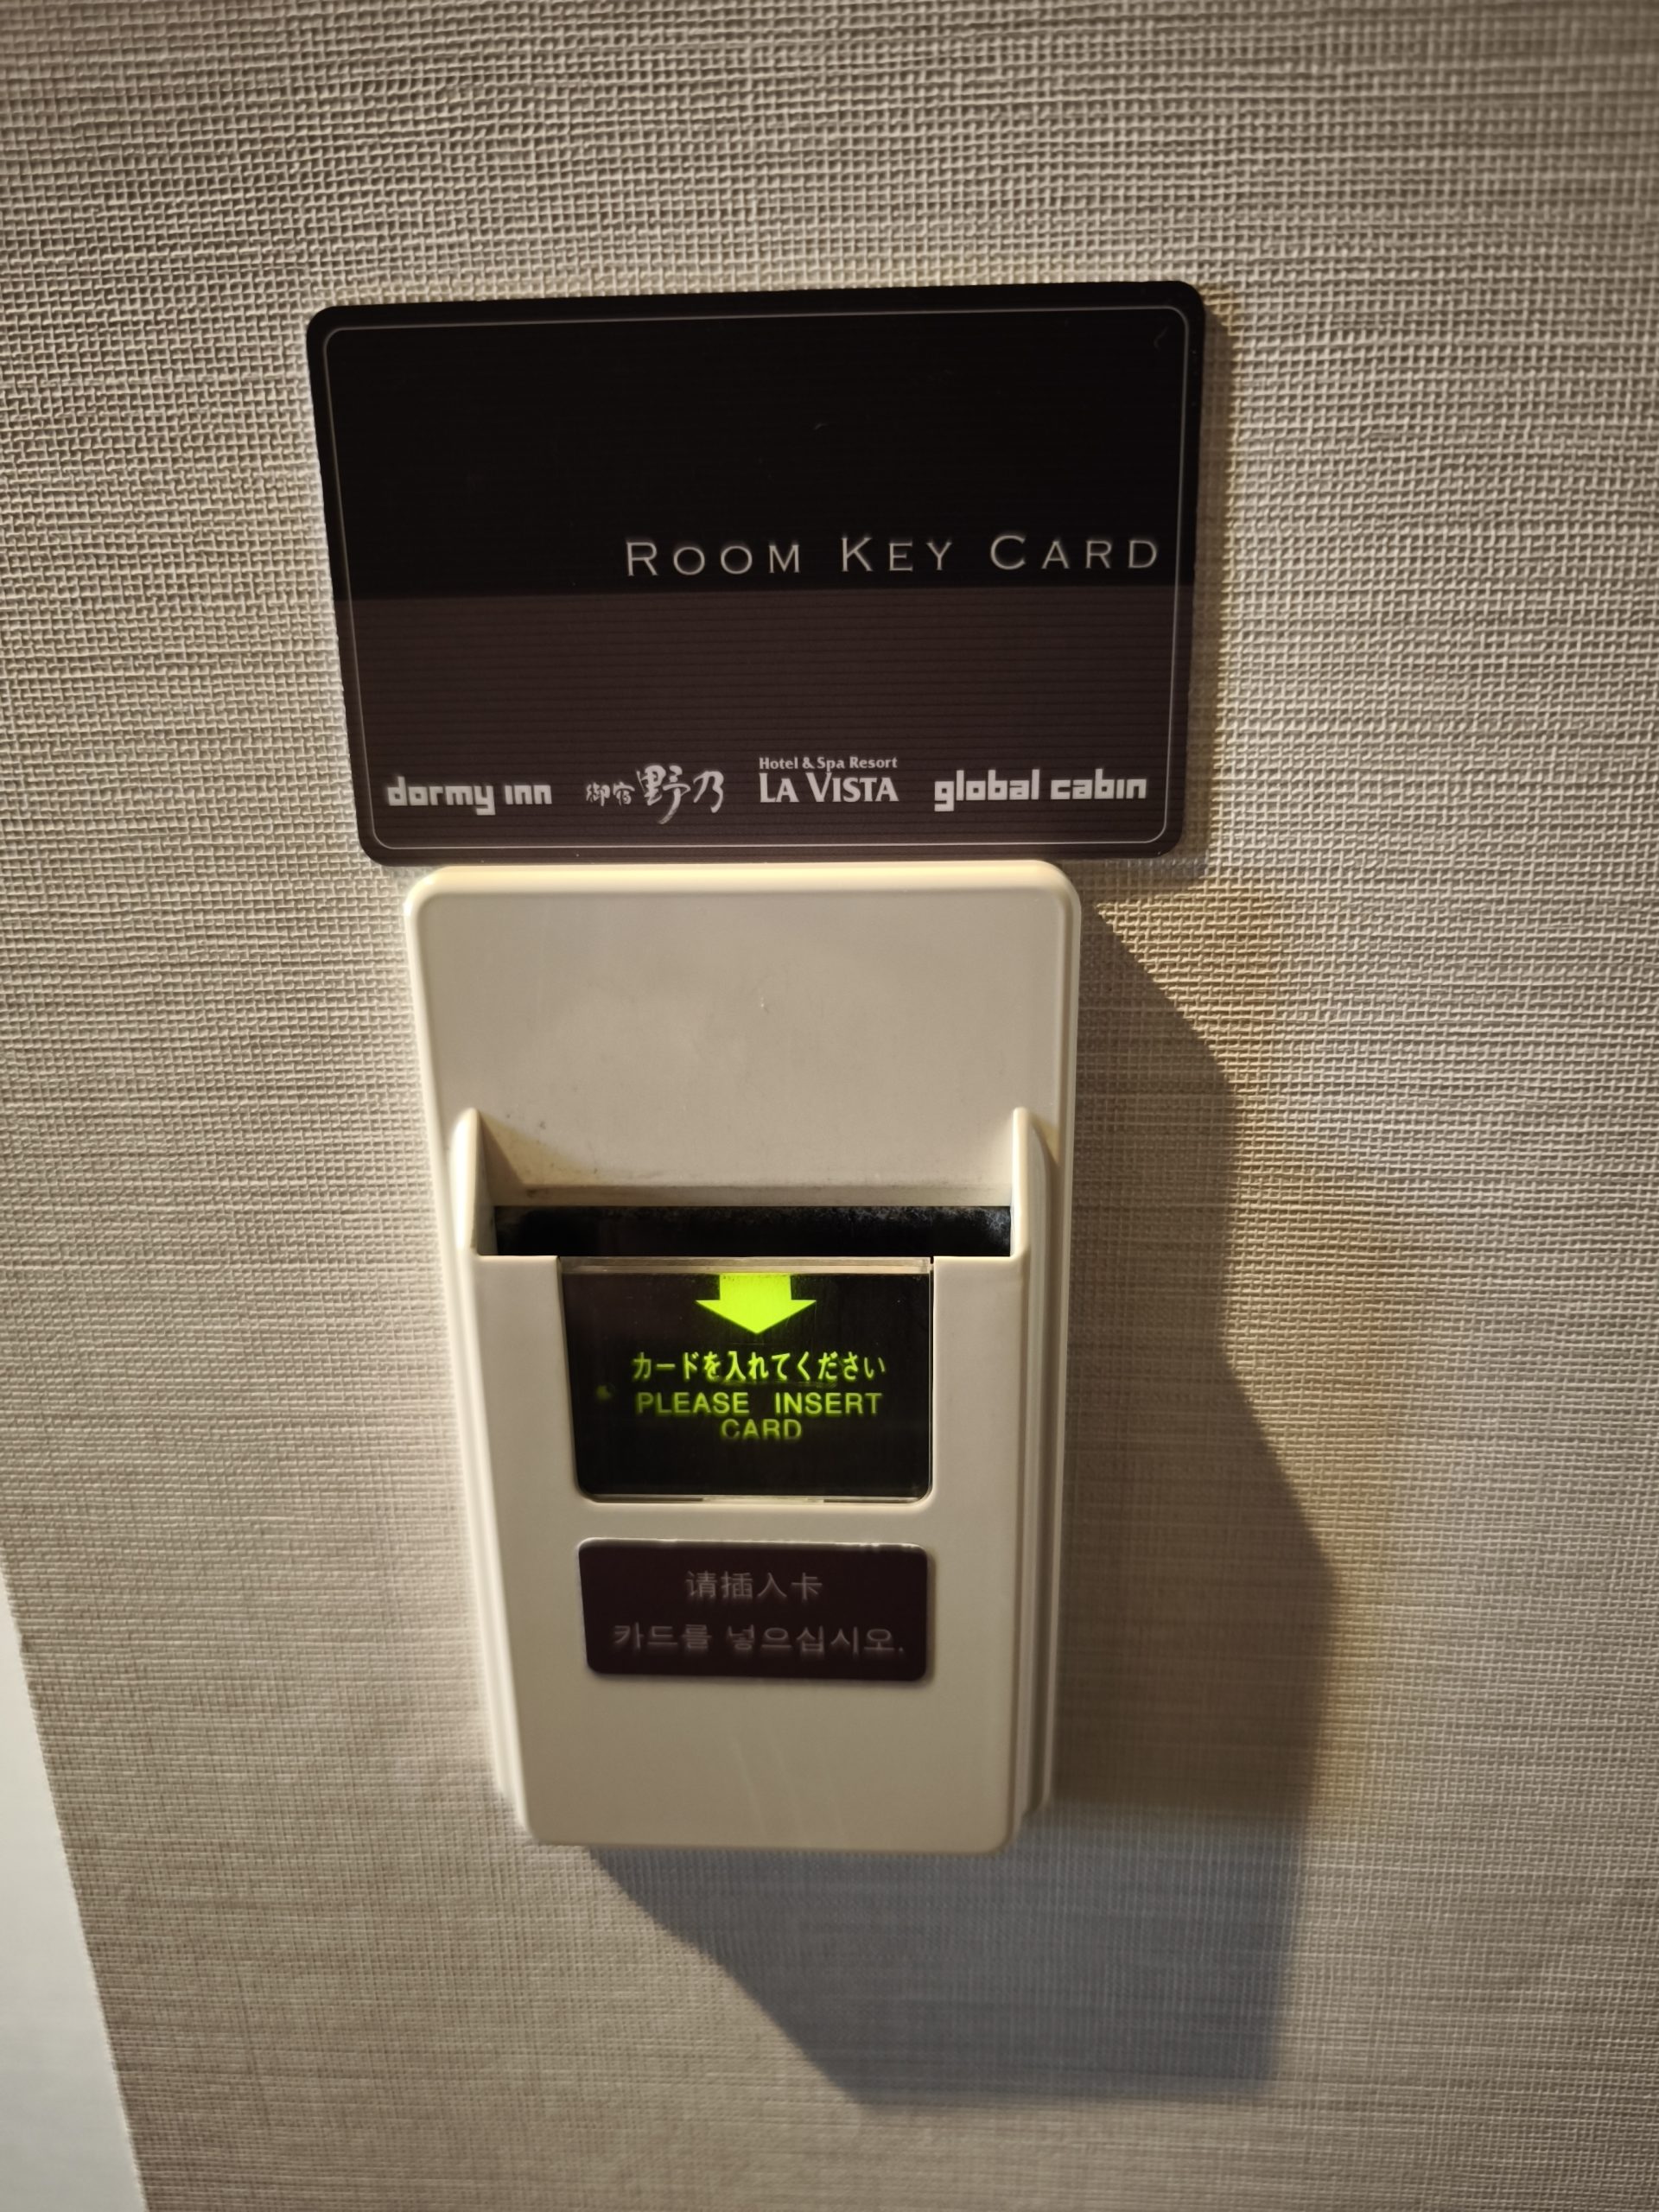 ROOM KEY CARD
dormy inn
御宿 野乃
Hotel & Spa Resort
LA VISTA
global cabin
カードを入れてください
PLEASE INSERT
CARD
请插入卡
카드를 넣으십시오.